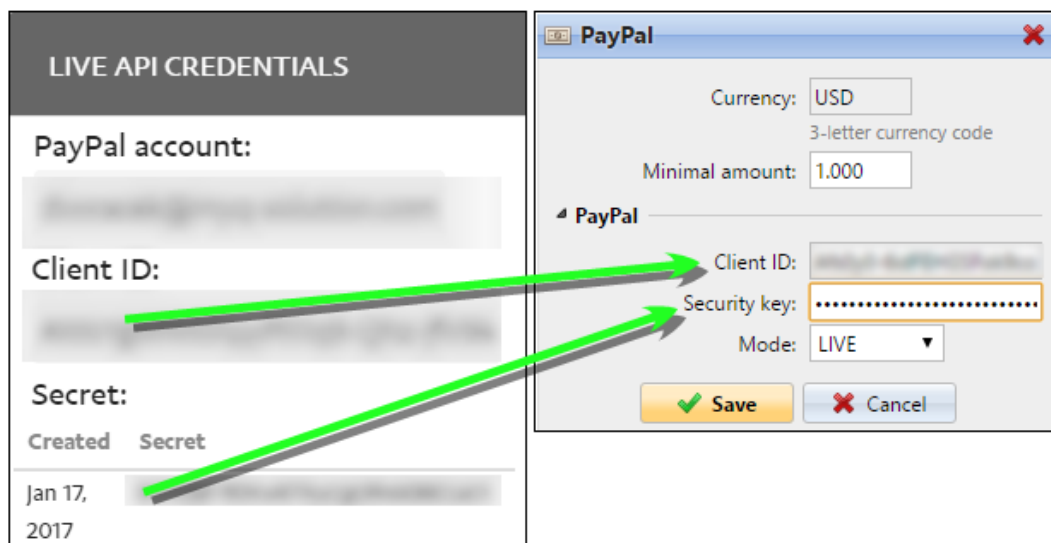 LIVE API CREDENTIALS
PayPal account:
Client ID:
Secret:
Created Secret
Jan 17,
2017
PayPal
Currency: USD
3-letter currency code
Minimal amount: 1.000
PayPal
Client ID:
Security key:
Mode: LIVE
Save Cancel